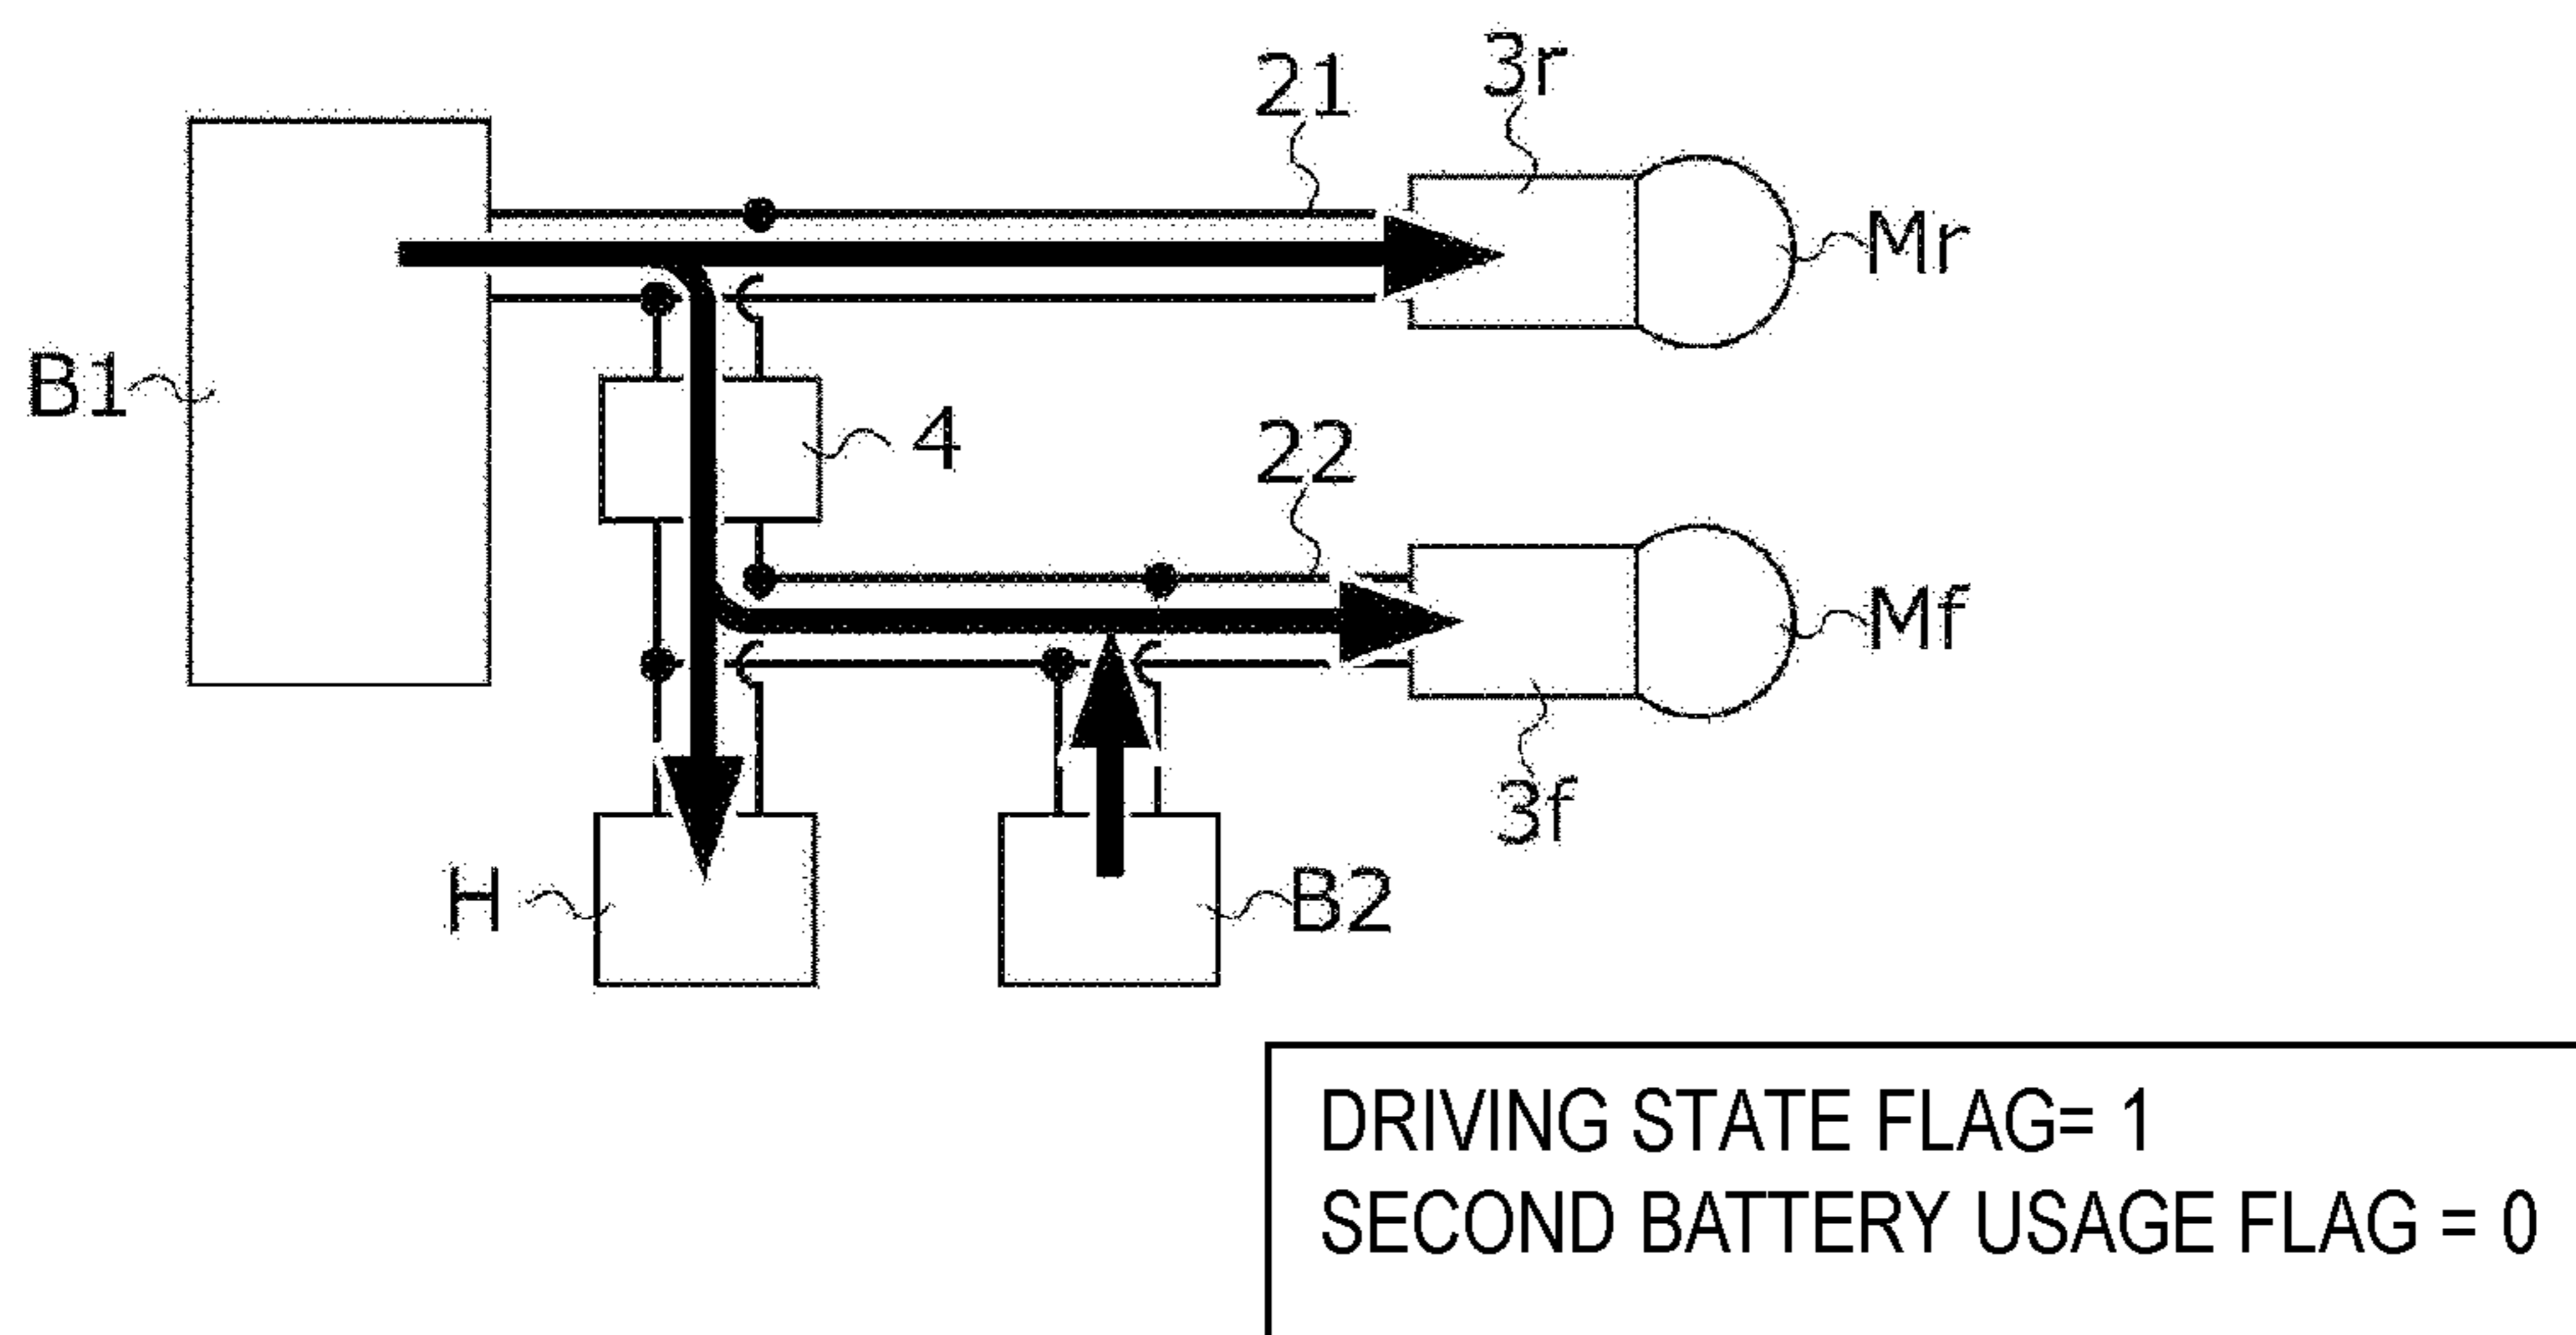 3r
21
Mr
B1
4
22
Mf
3f
H
B2
DRIVING STATE FLAG= 1
SECOND BATTERY USAGE FLAG = 0